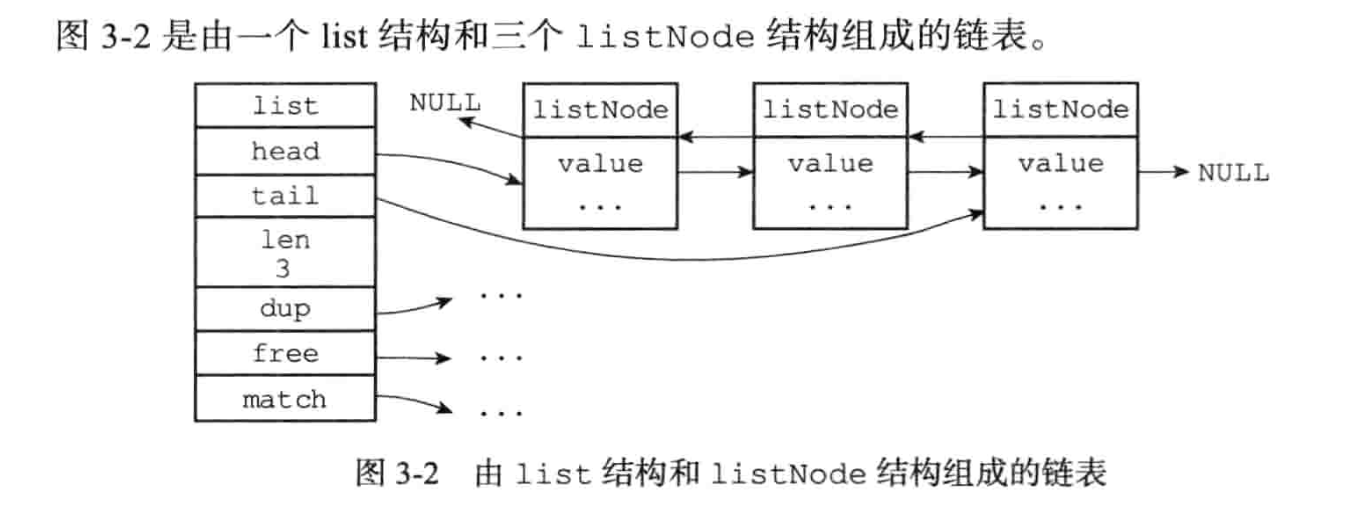 图 3-2 是由一个 list 结构和三个 listNode 结构组成的链表。
list
head
tail
len
3
dup
free
match
NULL
listNode
value
...
listNode
value
...
listNode
value
...
NULL
...
...
...
图 3-2 由 list 结构和 listNode 结构组成的链表